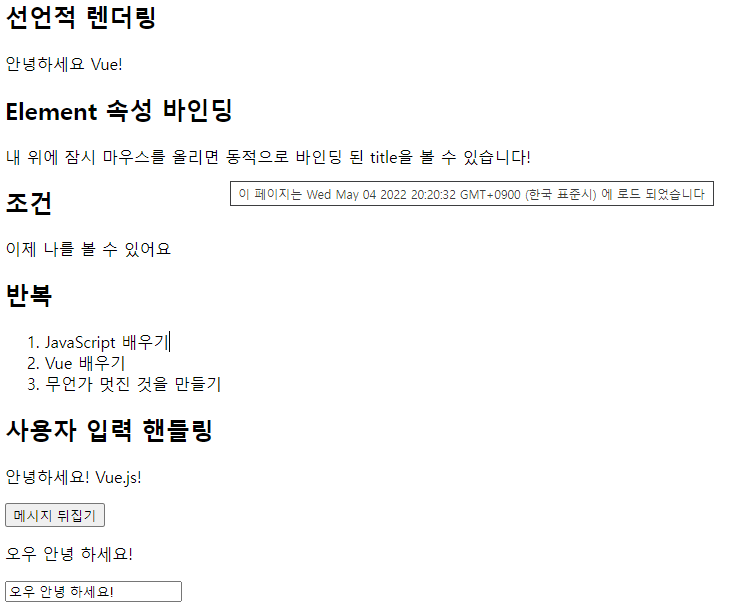 선언적 렌더링
안녕하세요 Vue!
Element 속성 바인딩
내 위에 잠시 마우스를 올리면 동적으로 바인딩 된 title을 볼 수 있습니다!
이 페이지는 Wed May 04 2022 20:20:32 GMT+0900 (한국 표준시) 에 로드 되었습니다
조건
이제 나를 볼 수 있어요
반복
1. JavaScript 배우기
2. Vue 배우기
3. 무언가 멋진 것을 만들기
사용자 입력 핸들링
안녕하세요! Vue.js!
메시지 뒤집기
오우 안녕 하세요!
오우 안녕 하세요!